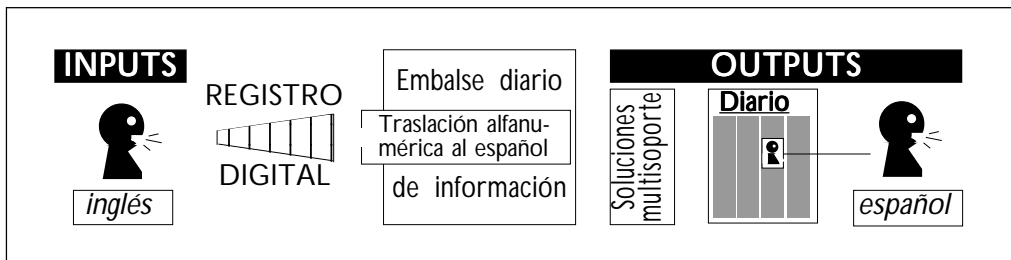 INPUTS
inglés
REGISTRO
DIGITAL
Embalse diario
Traslación alfanu-
mérica al español
de información
OUTPUTS
Soluciones
multisoporte
Diario
español